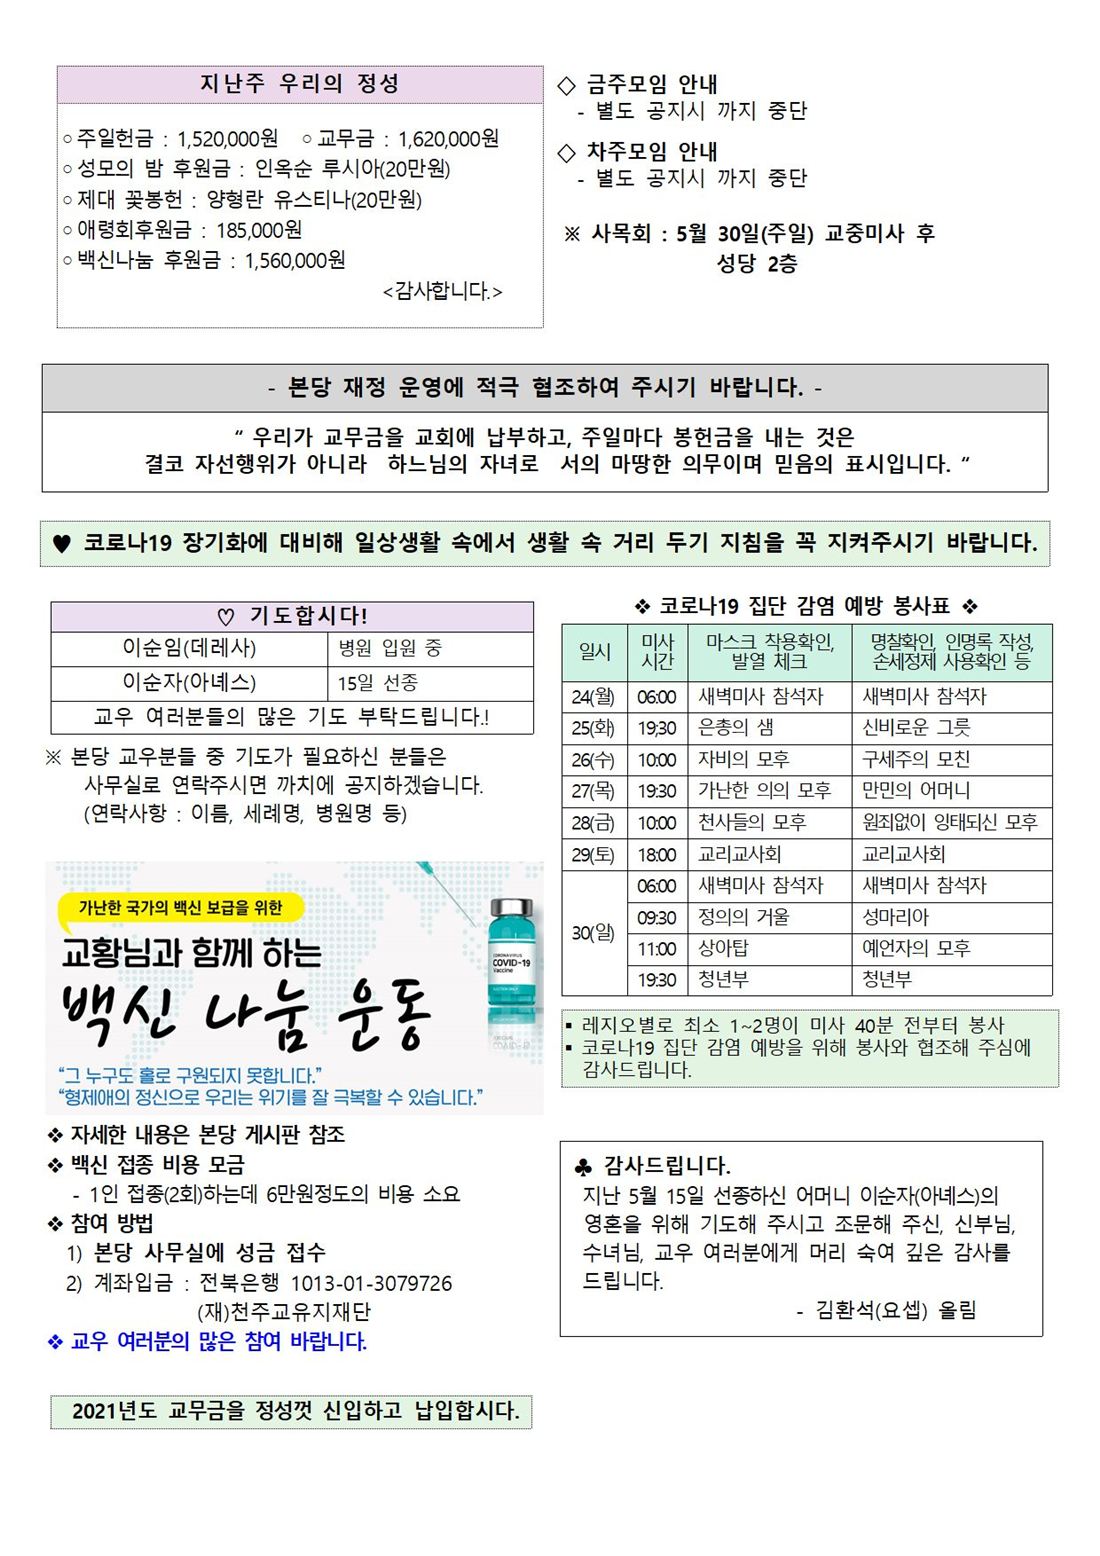 지난주 우리의 정성
○ 주일헌금 : 1,520,000원 ○ 교무금 : 1,620,000원
○ 성모의 밤 후원금 : 인옥순 루시아(20만원)
○ 제대 꽃봉헌 : 양형란 유스티나(20만원)
○ 애령회후원금 : 185,000원
○ 백신나눔 후원금 : 1,560,000원
<감사합니다.>
◇ 금주모임 안내
- 별도 공지시 까지 중단
◇ 차주모임 안내
- 별도 공지시 까지 중단
※ 사목회 : 5월 30일(주일) 교중미사 후
성당 2층
- 본당 재정 운영에 적극 협조하여 주시기 바랍니다. -
“ 우리가 교무금을 교회에 납부하고, 주일마다 봉헌금을 내는 것은
결코 자선행위가 아니라 하느님의 자녀로 서의 마땅한 의무이며 믿음의 표시입니다. “
♥ 코로나19 장기화에 대비해 일상생활 속에서 생활 속 거리 두기 지침을 꼭 지켜주시기 바랍니다.
♡ 기도합시다!
이순임(데레사) 병원 입원 중
이순자(아녜스) 15일 선종
교우 여러분들의 많은 기도 부탁드립니다.!
※ 본당 교우분들 중 기도가 필요하신 분들은
사무실로 연락주시면 까치에 공지하겠습니다.
(연락사항 : 이름, 세례명, 병원명 등)
가난한 국가의 백신 보급을 위한
교황님과 함께 하는
백신 나눔 운동
“그 누구도 홀로 구원되지 못합니다.”
“형제애의 정신으로 우리는 위기를 잘 극복할 수 있습니다.”
CORONAVIRUS
COVID-19
Vaccine
INJECTION ONLY
❖ 자세한 내용은 본당 게시판 참조
❖ 백신 접종 비용 모금
- 1인 접종(2회)하는데 6만원정도의 비용 소요
❖ 참여 방법
1) 본당 사무실에 성금 접수
2) 계좌입금 : 전북은행 1013-01-3079726
(재)천주교유지재단
❖ 교우 여러분의 많은 참여 바랍니다.
2021년도 교무금을 정성껏 신입하고 납입합시다.
❖ 코로나19 집단 감염 예방 봉사표 ❖
일시 미사 시간 마스크 착용확인, 발열 체크 명찰확인, 인명록 작성, 손세정제 사용확인 등
24(월) 06:00 새벽미사 참석자 새벽미사 참석자
25(화) 19;30 은총의 샘 신비로운 그릇
26(수) 10:00 자비의 모후 구세주의 모친
27(목) 19:30 가난한 의의 모후 만민의 어머니
28(금) 10:00 천사들의 모후 원죄없이 잉태되신 모후
29(토) 18:00 교리교사회 교리교사회
30(일) 06:00 새벽미사 참석자 새벽미사 참석자
09:30 정의의 거울 성마리아
11:00 상아탑 예언자의 모후
19:30 청년부 청년부
▪ 레지오별로 최소 1~2명이 미사 40분 전부터 봉사
▪ 코로나19 집단 감염 예방을 위해 봉사와 협조해 주심에
감사드립니다.
♣ 감사드립니다.
지난 5월 15일 선종하신 어머니 이순자(아녜스)의
영혼을 위해 기도해 주시고 조문해 주신, 신부님,
수녀님, 교우 여러분에게 머리 숙여 깊은 감사를
드립니다.
- 김환석(요셉) 올림